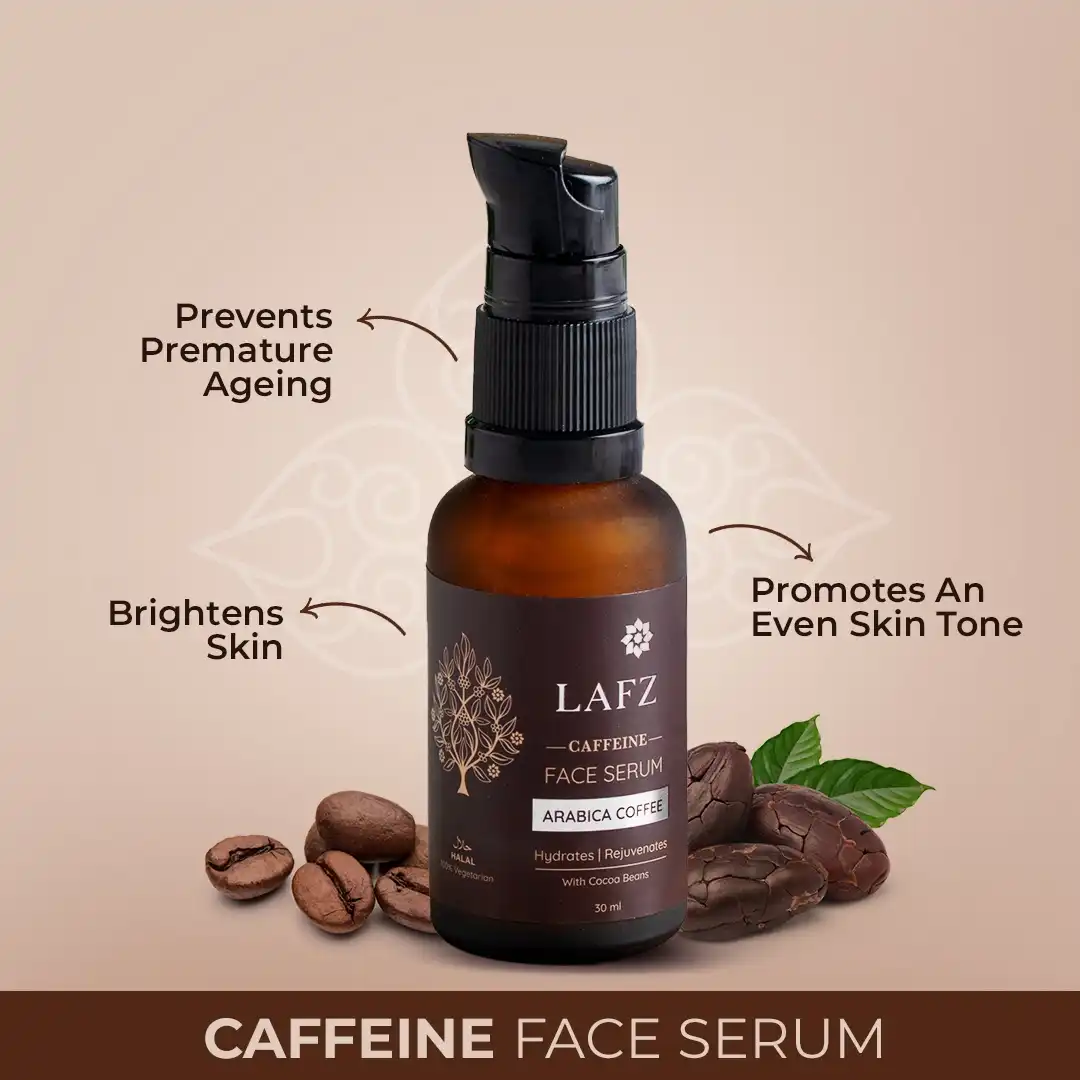 Prevents
Premature
Ageing
Brightens
Skin
Promotes An
Even Skin Tone
LAFZ
CAFFEINE
FACE SERUM
ARABICA COFFEE
Hydrates | Rejuvenates
With Cocoa Beans
30 ml
حلال
HALAL
100% Vegetarian
CAFFEINE FACE SERUM